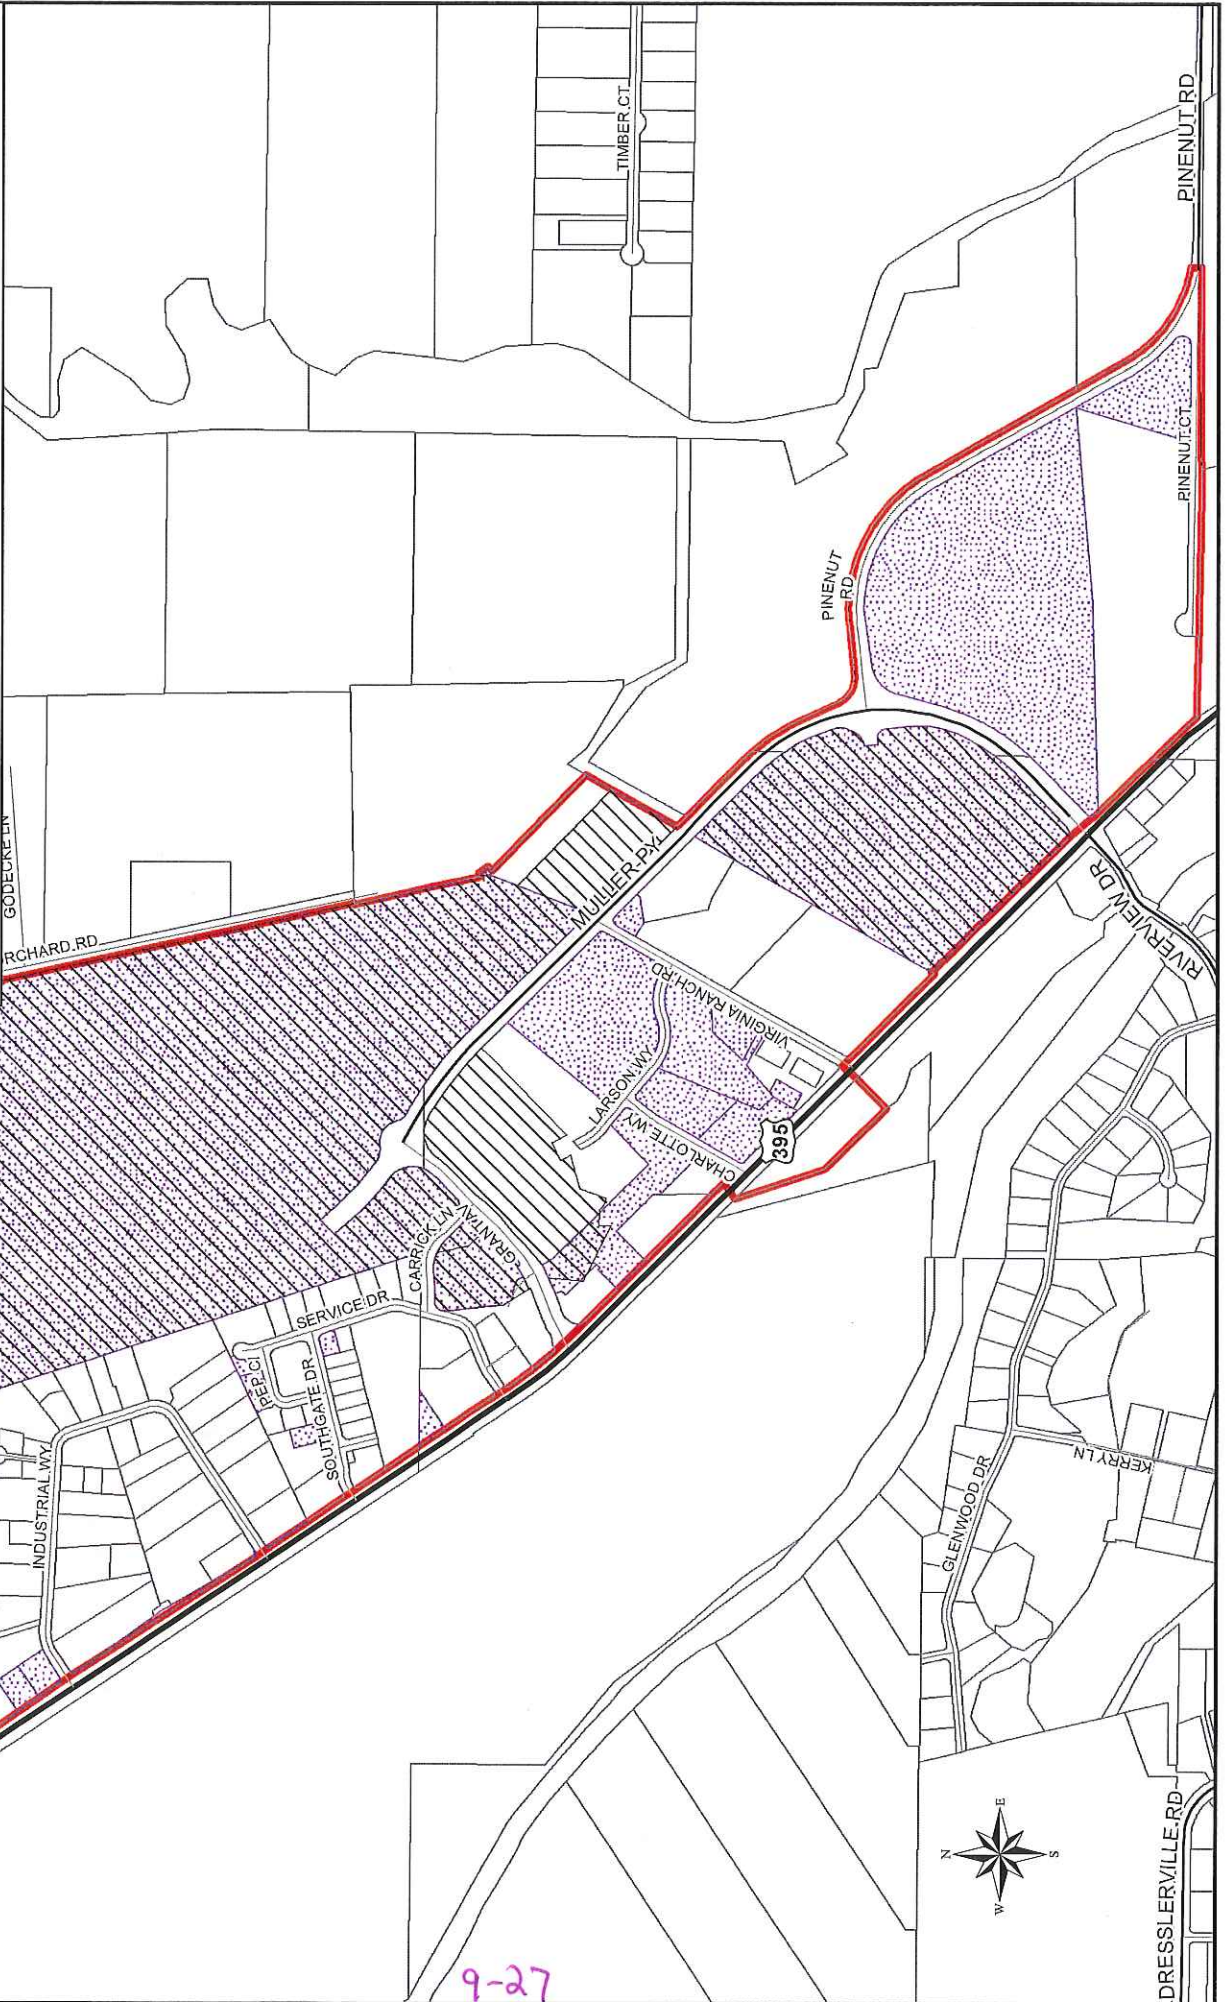 TIMBER CT
PINENUT RD
PINENUT CT
PINENUT
RD
GODECKE LN
RCHARD RD
MULLER PY
RIVERVIEW DR
VIRGINIA RANCH RD
LARSON WY
CHARLOTTE WY
395
GRANT AV
CARRICK LN
SERVICE DR
PEP CI
SOUTHGATE DR
INDUSTRIAL WY
KERRY LN
GLENWOOD DR
N
E
S
W
DRESSLERVILLE RD
9-27